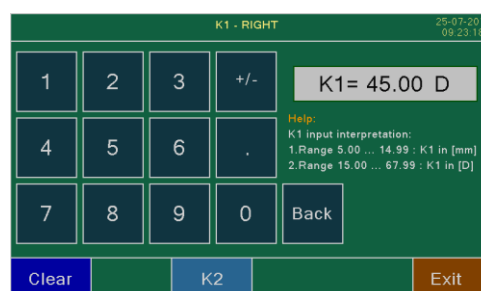 K1 - RIGHT
25-07-20
09:23:18
1 2 3 +/-
K1= 45.00 D
Help:
K1 input interpretation:
1.Range 5.00 ... 14.99 : K1 in [mm]
2.Range 15.00 ... 67.99 : K1 in [D]
4 5 6 .
7 8 9 0 Back
Clear K2 Exit